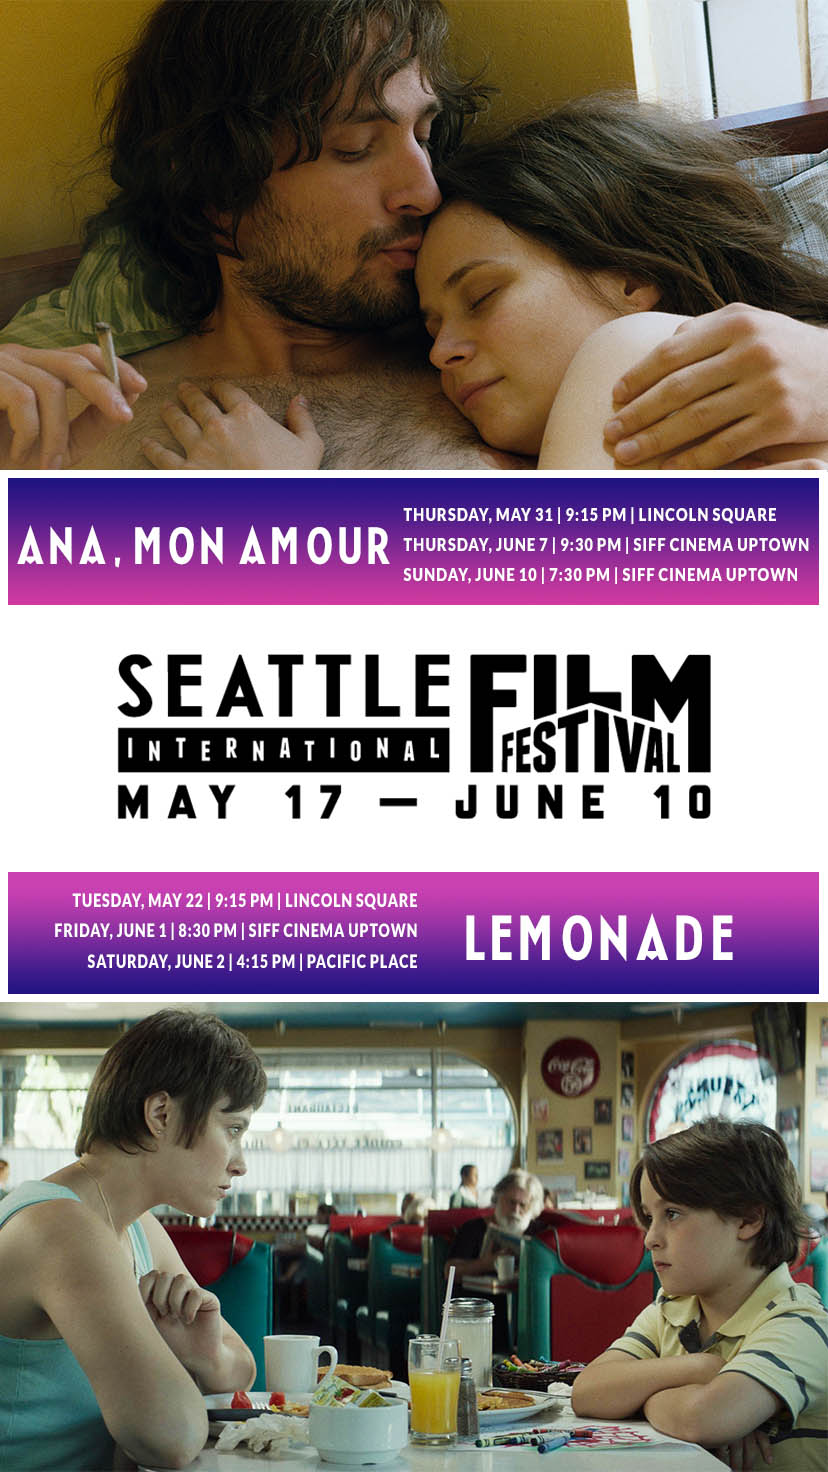 ANA, MON AMOUR
THURSDAY, MAY 31 | 9:15 PM | LINCOLN SQUARE
THURSDAY, JUNE 7 | 9:30 PM | SIFF CINEMA UPTOWN
SUNDAY, JUNE 10 | 7:30 PM | SIFF CINEMA UPTOWN
SEATTLE
INTERNATIONAL
FILM
FESTIVAL
MAY 17 — JUNE 10
TUESDAY, MAY 22 | 9:15 PM | LINCOLN SQUARE
FRIDAY, JUNE 1 | 8:30 PM | SIFF CINEMA UPTOWN
SATURDAY, JUNE 2 | 4:15 PM | PACIFIC PLACE
LEMONADE
Coca-Cola